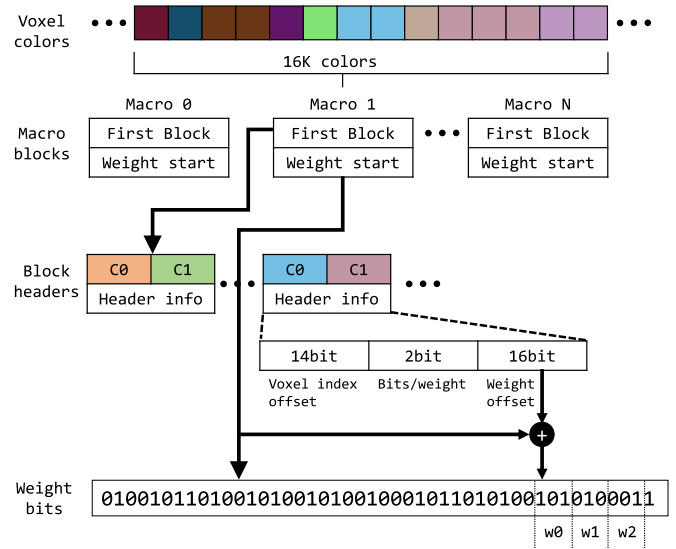 Voxel colors
16K colors
Macro 0 Macro 1 Macro N
Macro blocks
First Block First Block First Block
Weight start Weight start Weight start
Block headers
C0 C1 C0 C1
Header info Header info
14bit 2bit 16bit
Voxel index offset Bits/weight Weight offset
+
Weight bits
0100101101001010010100100010110101001010100011
w0 w1 w2